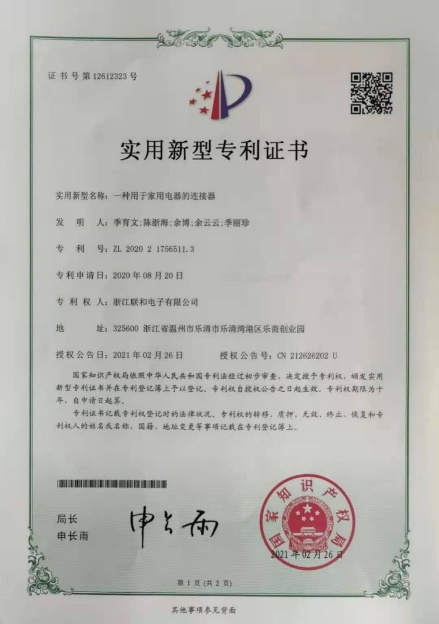 证书号第12612323号
实用新型专利证书
实用新型名称：一种用于家用电器的连接器
发 明 人：季育文;陈浙海;余博;余云云;季丽珍
专 利 号：ZL 2020 2 1756511.3
专利申请日：2020年08月20日
专 利 权 人：浙江联和电子有限公司
地 址：325600 浙江省温州市乐清市乐清湾港区乐商创业园
授权公告日：2021年02月26日 授权公告号：CN 212626202 U
国家知识产权局依照中华人民共和国专利法经过初步审查，决定授予专利权，颁发实用
新型专利证书并在专利登记簿上予以登记。专利权自授权公告之日起生效。专利权期限为十
年，自申请日起算。
专利证书记载专利权登记时的法律状况。专利权的转移、质押、无效、终止、恢复和专
利权人的姓名或名称、国籍、地址变更等事项记载在专利登记簿上。
局长
申长雨
申长雨
国家知识产权局
2021年02月26日
第 1 页 (共 2 页)
其他事项参见背面